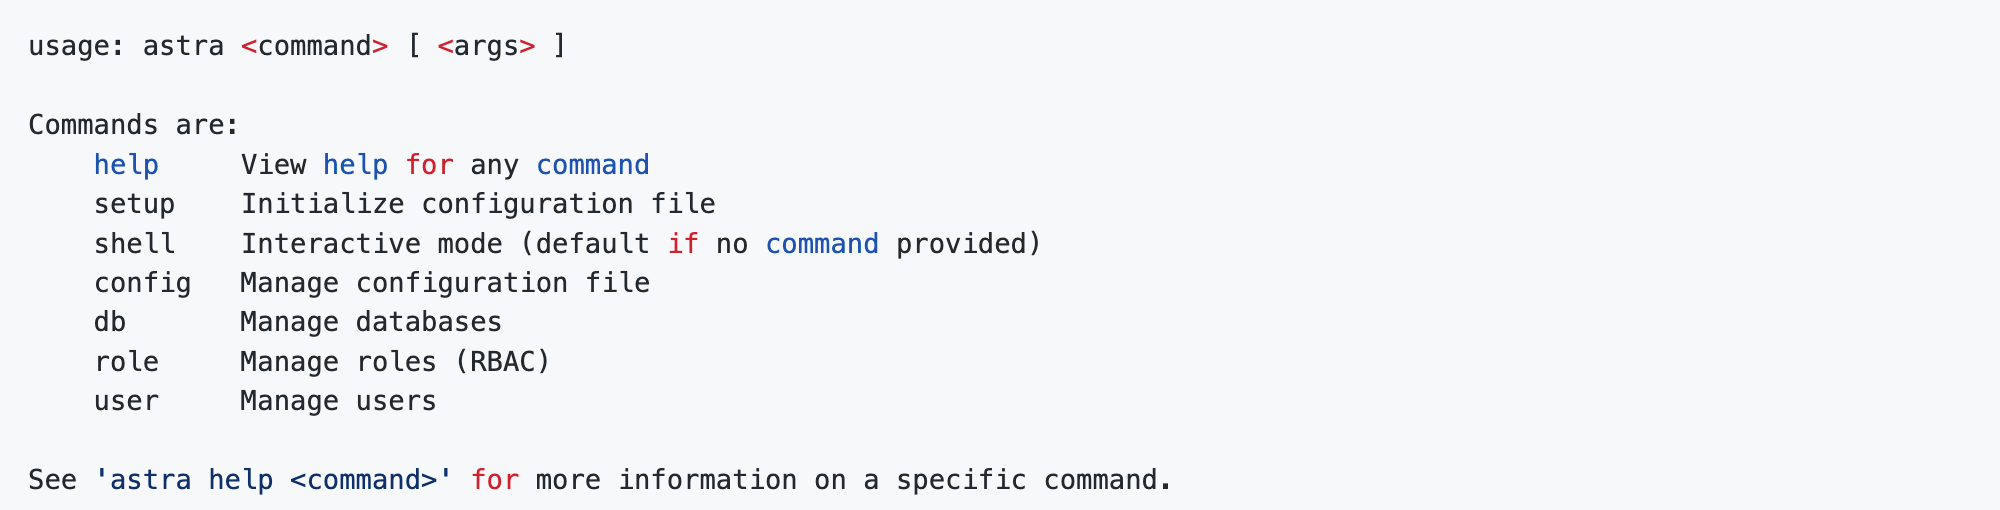 usage: astra <command> [ <args> ]
Commands are:
help     View help for any command
setup    Initialize configuration file
shell    Interactive mode (default if no command provided)
config   Manage configuration file
db       Manage databases
role     Manage roles (RBAC)
user     Manage users
See 'astra help <command>' for more information on a specific command.